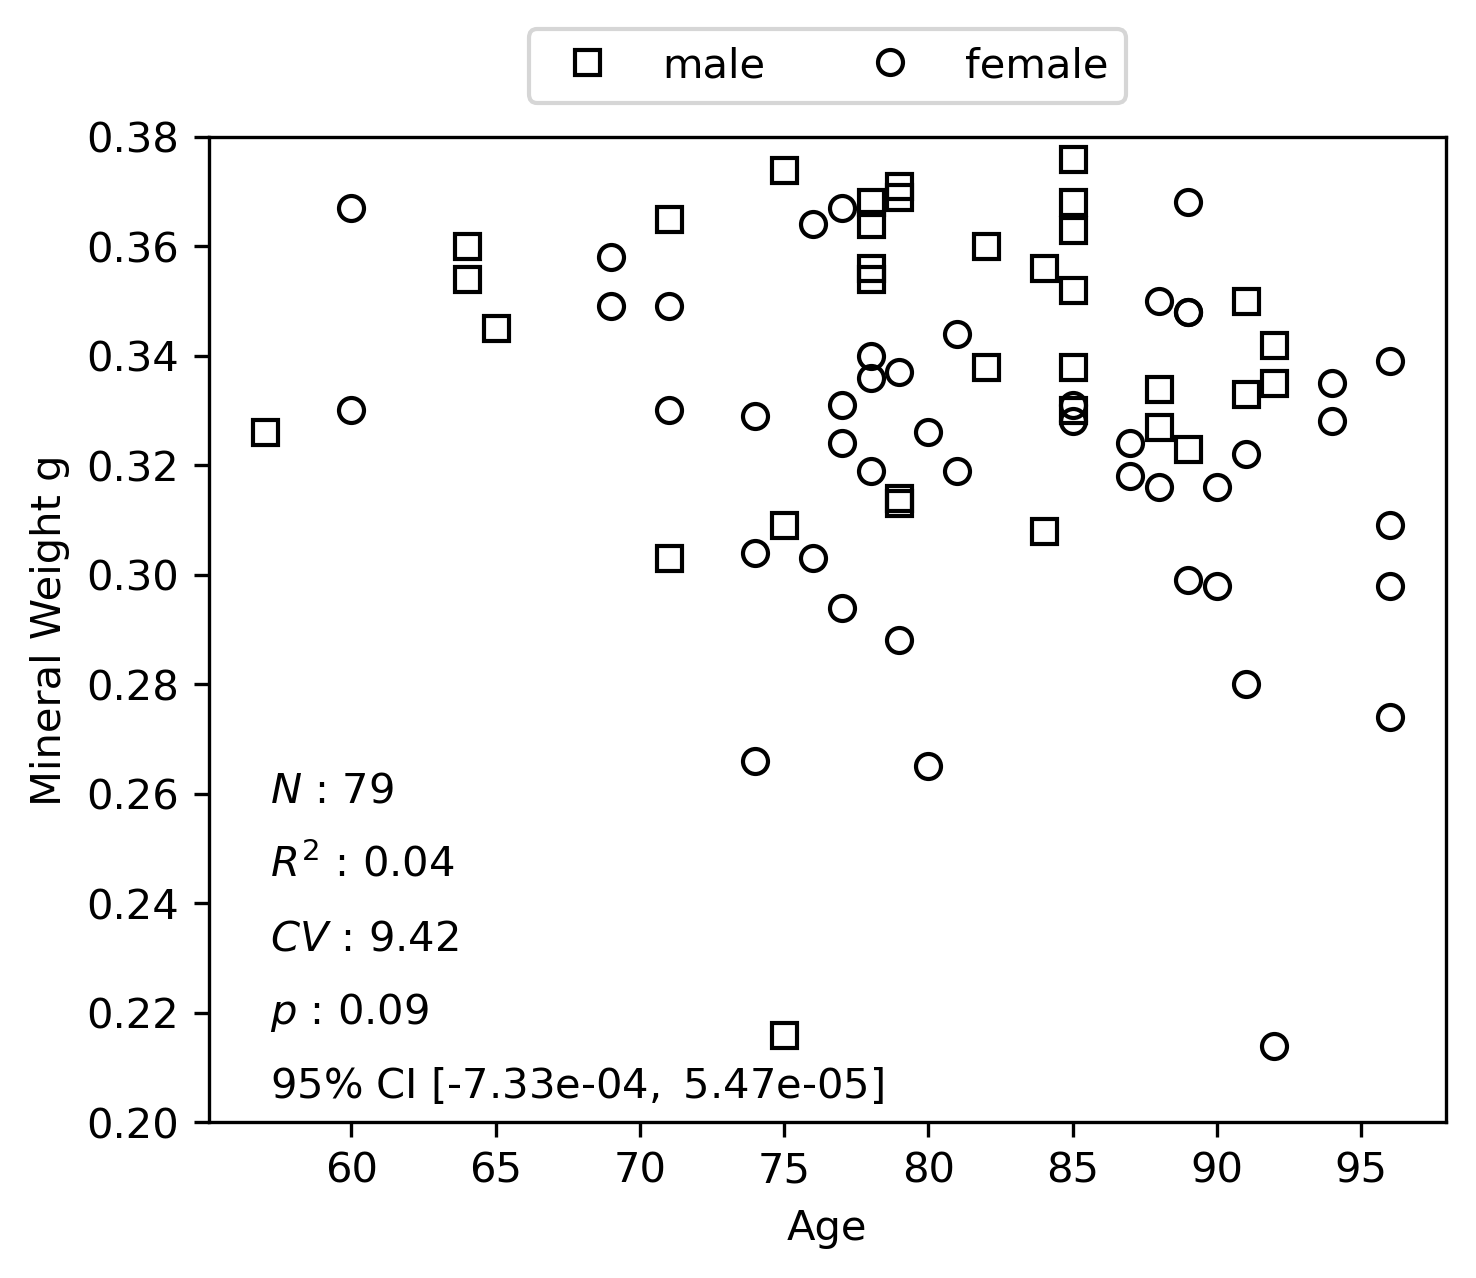 male female
0.38
0.36
0.34
0.32
0.30
0.28
0.26
0.24
0.22
0.20
Mineral Weight g
N : 79
R² : 0.04
CV : 9.42
p : 0.09
95% CI [-7.33e-04, 5.47e-05]
60 65 70 75 80 85 90 95
Age